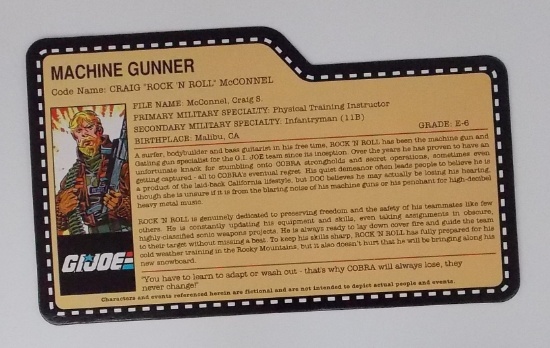 MACHINE GUNNER
Code Name: CRAIG "ROCK 'N ROLL" McCONNEL
FILE NAME: McConnel, Craig S.
PRIMARY MILITARY SPECIALTY: Physical Training Instructor
SECONDARY MILITARY SPECIALTY: Infantryman (11B)
BIRTHPLACE: Malibu, CA GRADE: E-6
A surfer, bodybuilder and bass guitarist in his free time, ROCK 'N ROLL has been the machine gun and
Gatling gun specialist for the G.I. JOE team since its inception. Over the years he has proven to have an
unfortunate knack for stumbling onto COBRA strongholds and secret operations, sometimes even
getting captured - all to COBRA's eventual regret. His quiet demeanor often leads people to believe he is
a product of the laid-back California lifestyle, but DOC believes he may actually be losing his hearing,
though she is unsure if it is from the blaring noise of his machine guns or his penchant for high-decibel
heavy metal music.
ROCK 'N ROLL is genuinely dedicated to preserving freedom and the safety of his teammates like few
others. He is constantly updating his equipment and skills, even taking assignments in obscure,
highly-classified sonic weapons projects. He is always ready to lay down cover fire and guide the team
to their target without missing a beat. To keep his skills sharp, ROCK 'N ROLL has fully prepared for his
cold weather training in the Rocky Mountains, but it also doesn't hurt that he will be bringing along his
new snowboard.
GIJOE
"You have to learn to adapt or wash out - that's why COBRA will always lose, they
never change!"
Characters and events referenced herein are fictional and are not intended to depict actual people and events.